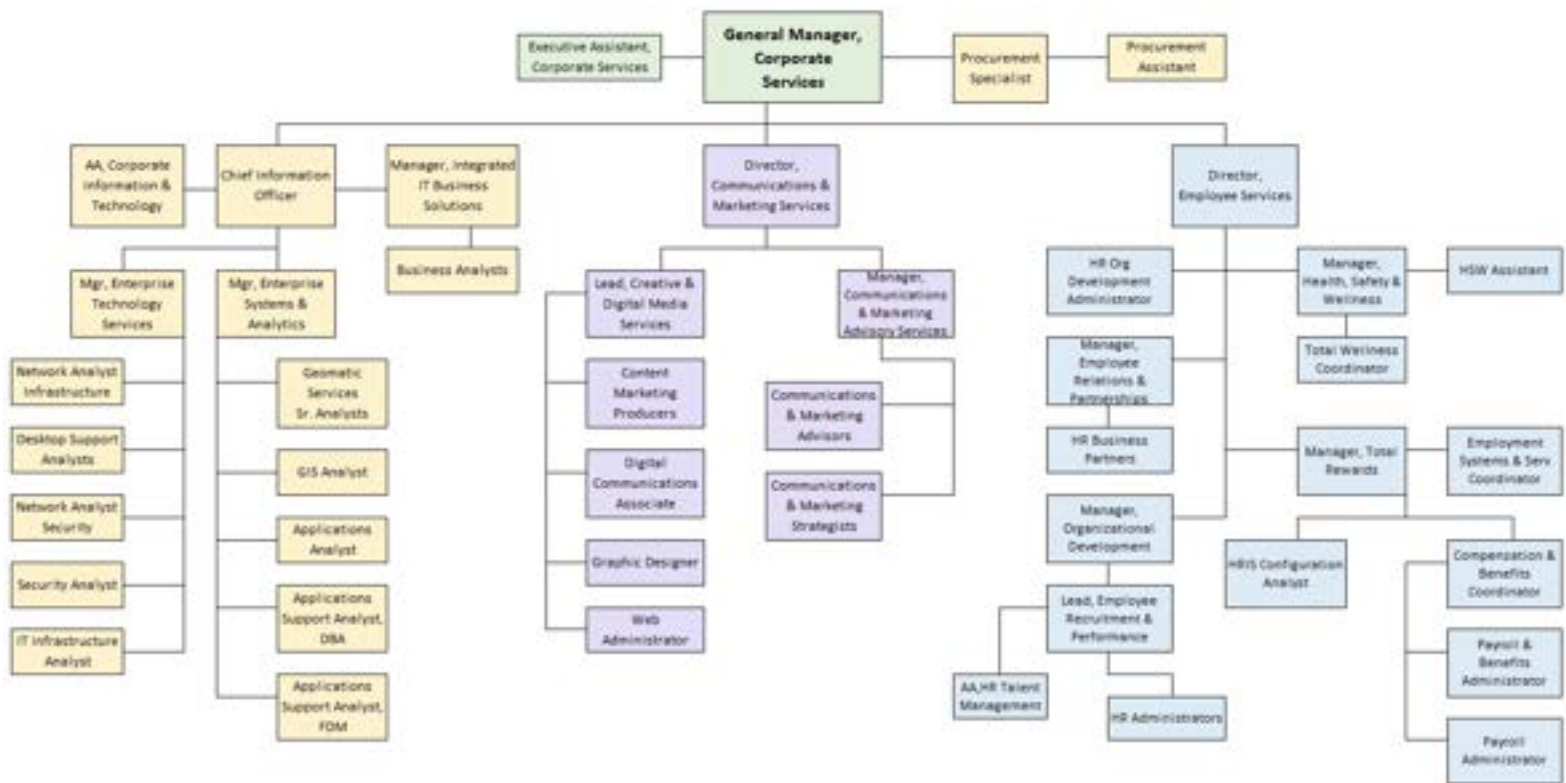 Executive Assistant,
Corporate Services
General Manager,
Corporate
Services
Procurement
Specialist
Procurement
Assistant
AA, Corporate
Information &
Technology
Chief Information
Officer
Manager, Integrated
IT Business
Solutions
Business Analysts
Director,
Communications &
Marketing Services
Director,
Employee Services
Mgr, Enterprise
Technology
Services
Mgr, Enterprise
Systems &
Analytics
Network Analyst
Infrastructure
Desktop Support
Analysts
Network Analyst
Security
Security Analyst
IT Infrastructure
Analyst
Geomatic
Services
Sr. Analysts
GIS Analyst
Applications
Analyst
Applications
Support Analyst,
DBA
Applications
Support Analyst,
FDM
Lead, Creative &
Digital Media
Services
Content
Marketing
Producers
Digital
Communications
Associate
Graphic Designer
Web
Administrator
Manager,
Communications
& Marketing
Advisory Services
Communications
& Marketing
Advisors
Communications
& Marketing
Strategists
HR Org
Development
Administrator
Manager,
Health, Safety &
Wellness
HSW Assistant
Total Wellness
Coordinator
Manager,
Employee
Relations &
Partnerships
HR Business
Partners
Manager, Total
Rewards
Employment
Systems & Serv
Coordinator
Manager,
Organizational
Development
Lead, Employee
Recruitment &
Performance
AA,HR Talent
Management
HR Administrators
HRIS Configuration
Analyst
Compensation &
Benefits
Coordinator
Payroll &
Benefits
Administrator
Payroll
Administrator